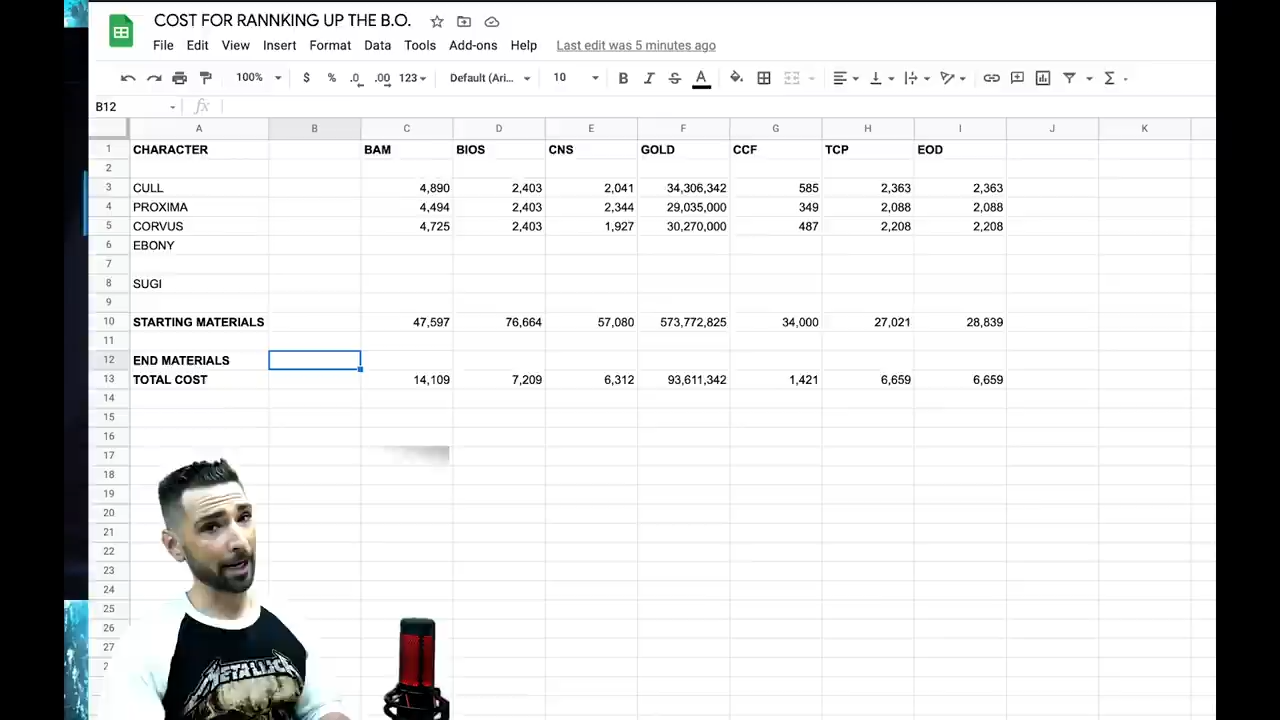 COST FOR RANNKING UP THE B.O.
File Edit View Insert Format Data Tools Add-ons Help Last edit was 5 minutes ago
100% $ % .0 .00 123 Default (Ari... 10 B I S A Σ
B12 fx
A B C D E F G H I J K
1 CHARACTER BAM BIOS CNS GOLD CCF TCP EOD
2
3 CULL 4,890 2,403 2,041 34,306,342 585 2,363 2,363
4 PROXIMA 4,494 2,403 2,344 29,035,000 349 2,088 2,088
5 CORVUS 4,725 2,403 1,927 30,270,000 487 2,208 2,208
6 EBONY
7
8 SUGI
9
10 STARTING MATERIALS 47,597 76,664 57,080 573,772,825 34,000 27,021 28,839
11
12 END MATERIALS
13 TOTAL COST 14,109 7,209 6,312 93,611,342 1,421 6,659 6,659
14
15
16
17
18
19
20
21
22
23
24
25
26
27
2
METALLICA